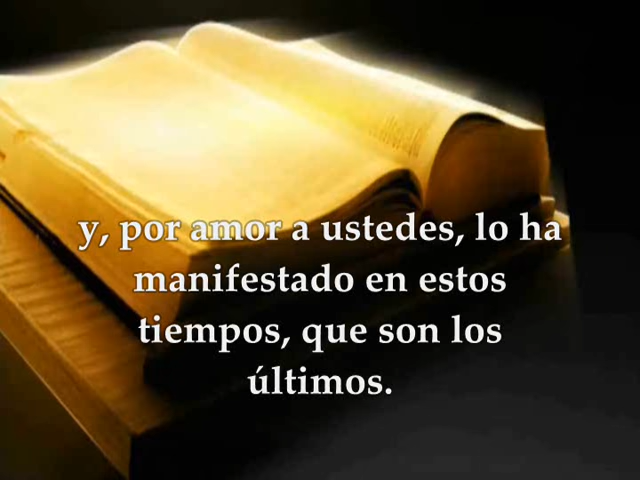 y, por amor a ustedes, lo ha
manifestado en estos
tiempos, que son los
últimos.